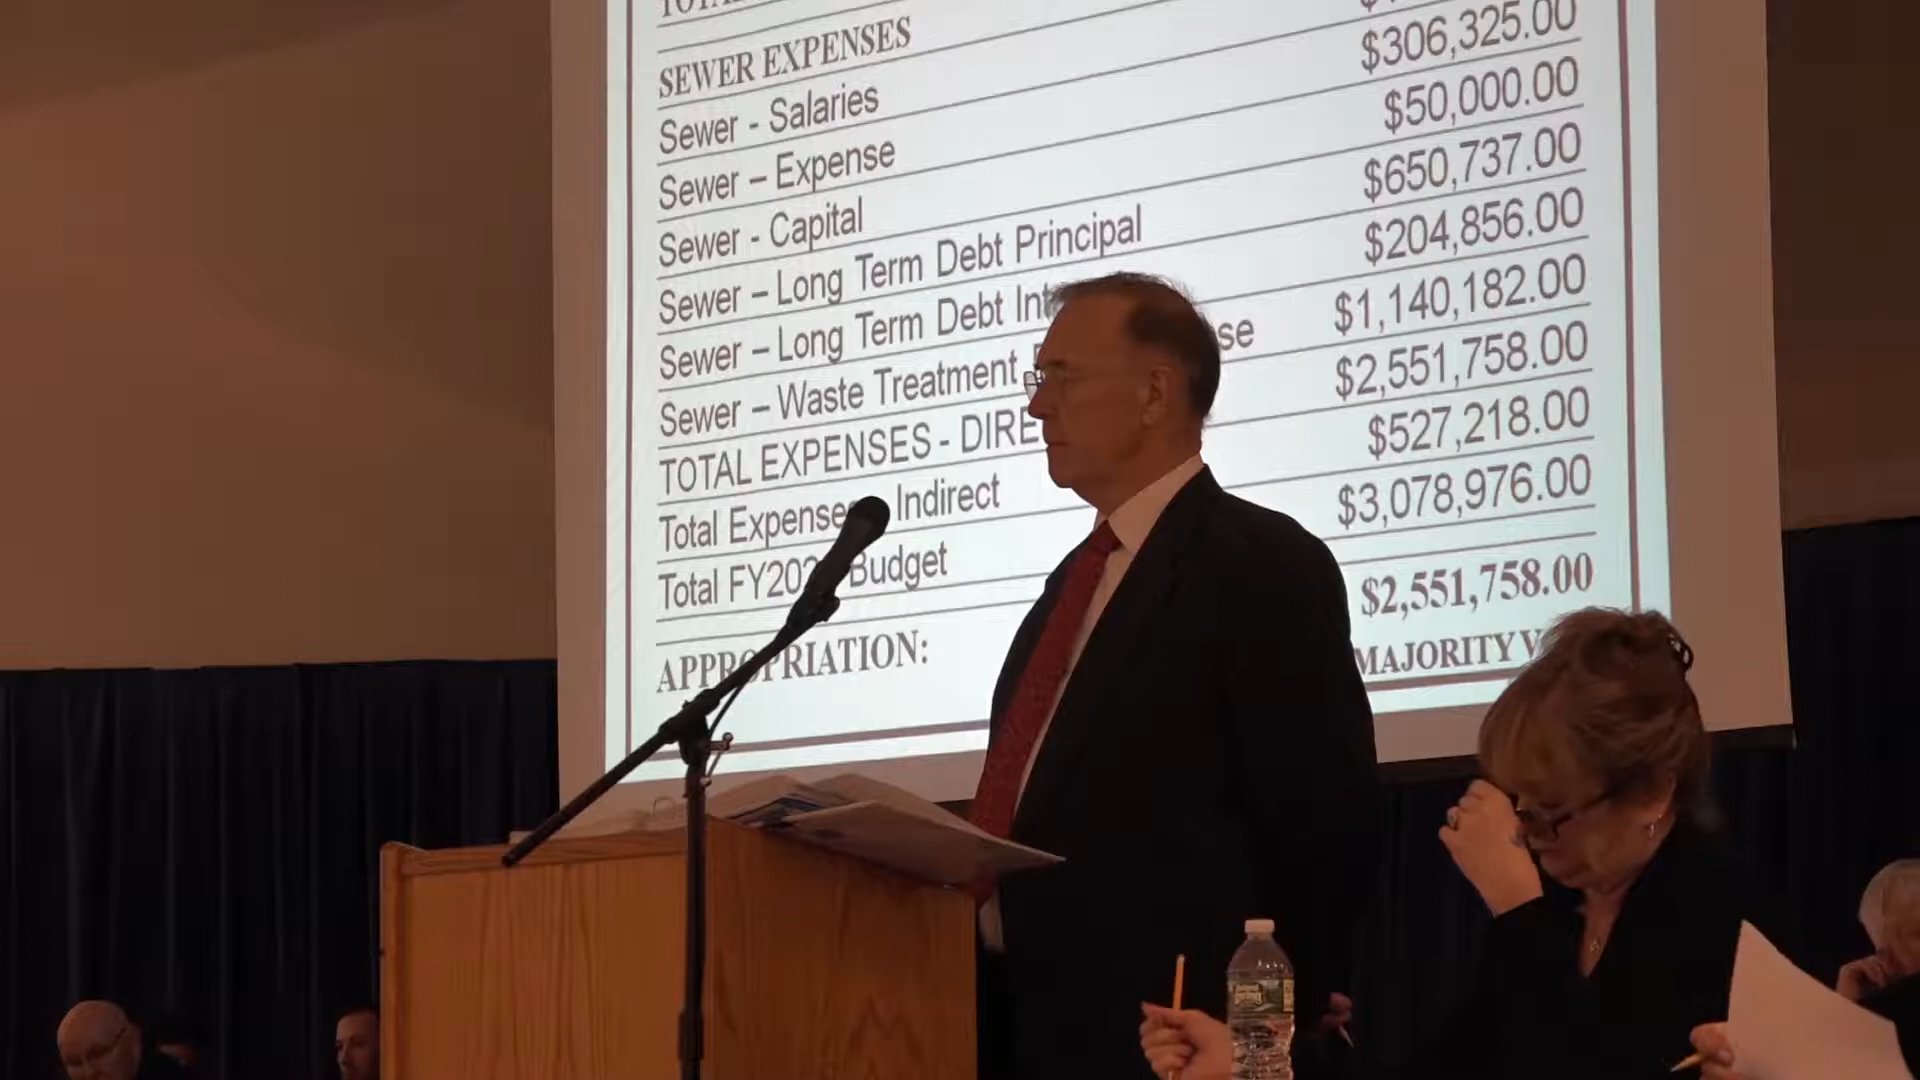 SEWER EXPENSES
Sewer - Salaries
Sewer – Expense $306,325.00
Sewer - Capital $50,000.00
Sewer – Long Term Debt Principal $650,737.00
Sewer – Long Term Debt $204,856.00
Sewer – Waste Treatment $1,140,182.00
TOTAL EXPENSES - $2,551,758.00
Total Expenses Indirect $527,218.00
Total Budget $3,078,976.00
APPROPRIATION: $2,551,758.00
MAJORITY